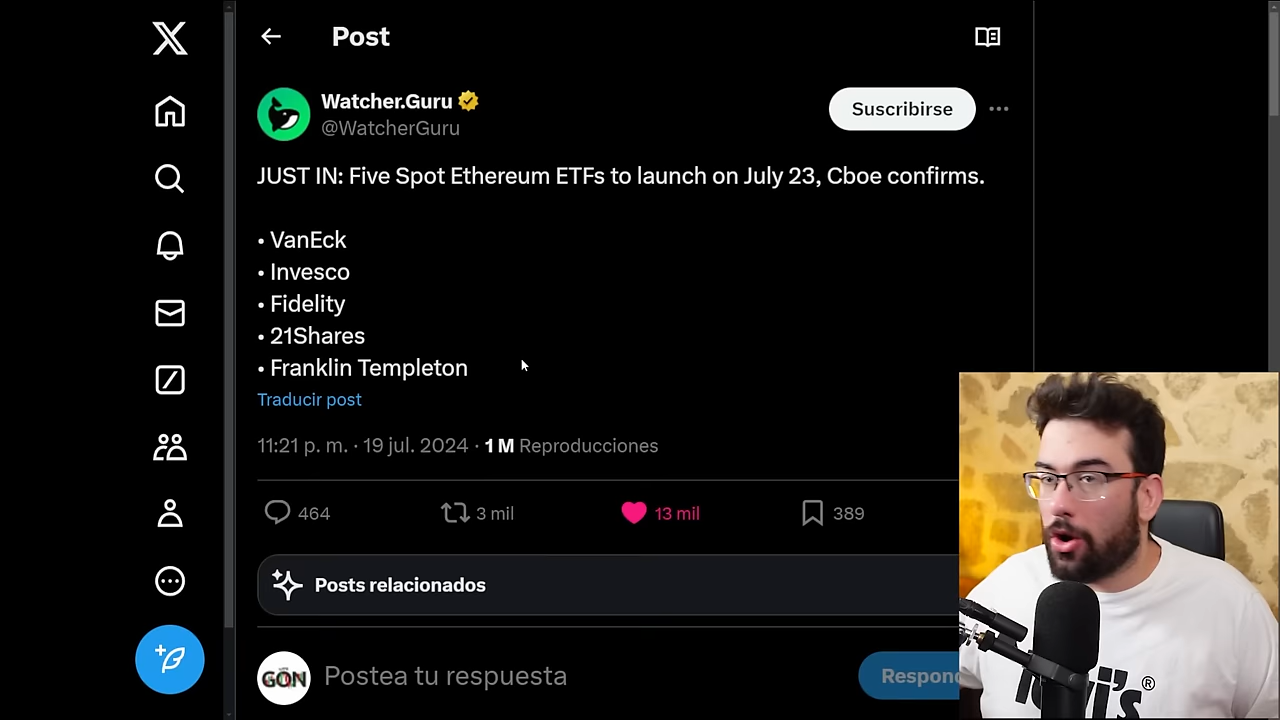 Post
Watcher.Guru
@WatcherGuru
Suscribirse
JUST IN: Five Spot Ethereum ETFs to launch on July 23, Cboe confirms.
• VanEck
• Invesco
• Fidelity
• 21Shares
• Franklin Templeton
Traducir post
11:21 p. m. · 19 jul. 2024 · 1 M Reproducciones
464
3 mil
13 mil
389
Posts relacionados
GON
Postea tu respuesta
Respon
®